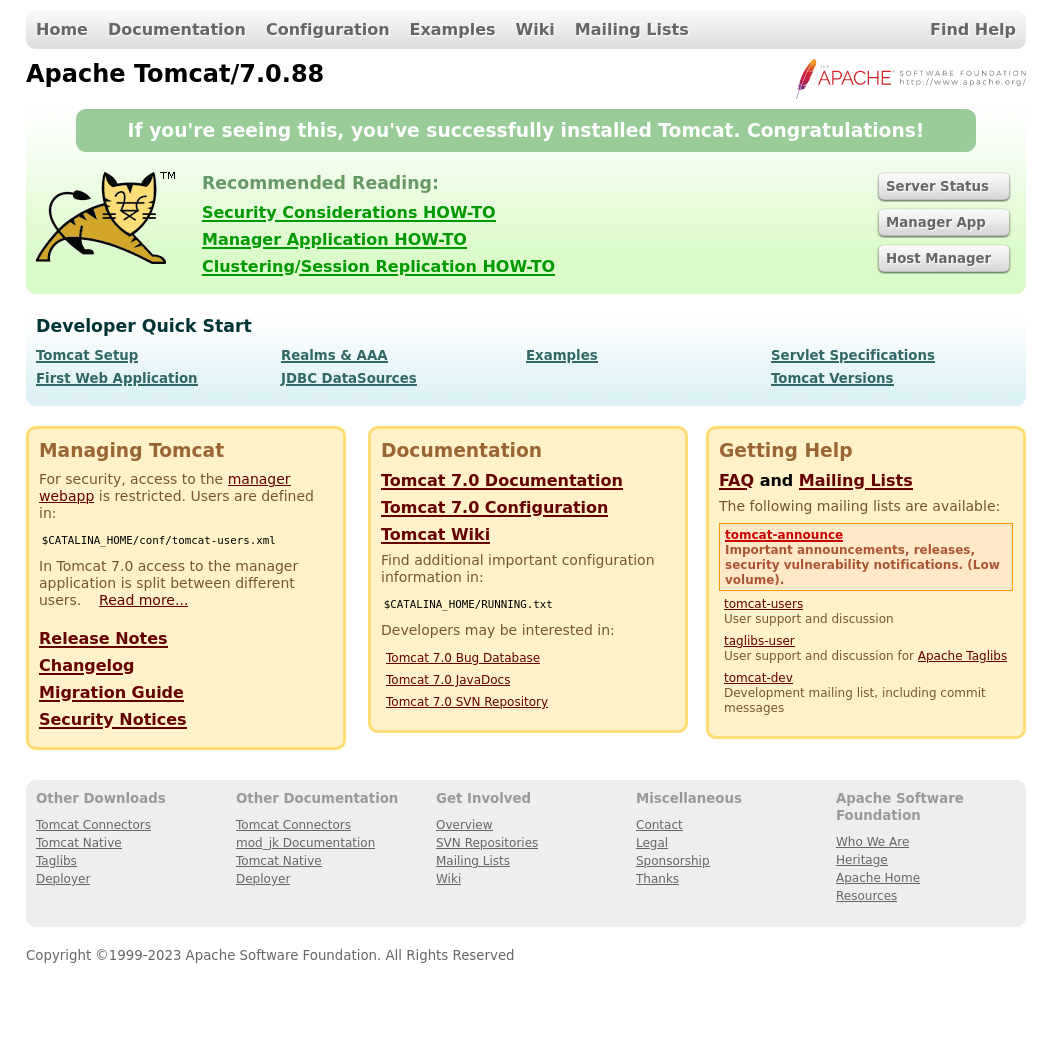 Home Documentation Configuration Examples Wiki Mailing Lists Find Help
Apache Tomcat/7.0.88
THE APACHE SOFTWARE FOUNDATION
http://www.apache.org/
If you're seeing this, you've successfully installed Tomcat. Congratulations!
TM
Recommended Reading:
Security Considerations HOW-TO
Manager Application HOW-TO
Clustering/Session Replication HOW-TO
Server Status
Manager App
Host Manager
Developer Quick Start
Tomcat Setup
First Web Application
Realms & AAA
JDBC DataSources
Examples
Servlet Specifications
Tomcat Versions
Managing Tomcat
For security, access to the manager
webapp is restricted. Users are defined
in:
$CATALINA_HOME/conf/tomcat-users.xml
In Tomcat 7.0 access to the manager
application is split between different
users. Read more...
Release Notes
Changelog
Migration Guide
Security Notices
Documentation
Tomcat 7.0 Documentation
Tomcat 7.0 Configuration
Tomcat Wiki
Find additional important configuration
information in:
$CATALINA_HOME/RUNNING.txt
Developers may be interested in:
Tomcat 7.0 Bug Database
Tomcat 7.0 JavaDocs
Tomcat 7.0 SVN Repository
Getting Help
FAQ and Mailing Lists
The following mailing lists are available:
tomcat-announce
Important announcements, releases,
security vulnerability notifications. (Low
volume).
tomcat-users
User support and discussion
taglibs-user
User support and discussion for Apache Taglibs
tomcat-dev
Development mailing list, including commit
messages
Other Downloads
Tomcat Connectors
Tomcat Native
Taglibs
Deployer
Other Documentation
Tomcat Connectors
mod_jk Documentation
Tomcat Native
Deployer
Get Involved
Overview
SVN Repositories
Mailing Lists
Wiki
Miscellaneous
Contact
Legal
Sponsorship
Thanks
Apache Software
Foundation
Who We Are
Heritage
Apache Home
Resources
Copyright ©1999-2023 Apache Software Foundation. All Rights Reserved